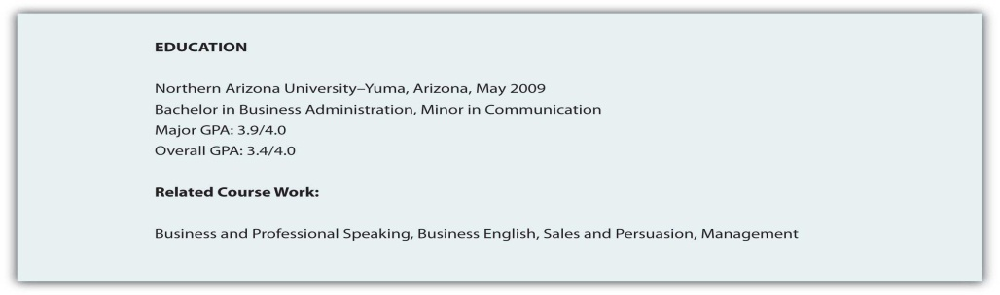 EDUCATION
Northern Arizona University–Yuma, Arizona, May 2009
Bachelor in Business Administration, Minor in Communication
Major GPA: 3.9/4.0
Overall GPA: 3.4/4.0
Related Course Work:
Business and Professional Speaking, Business English, Sales and Persuasion, Management